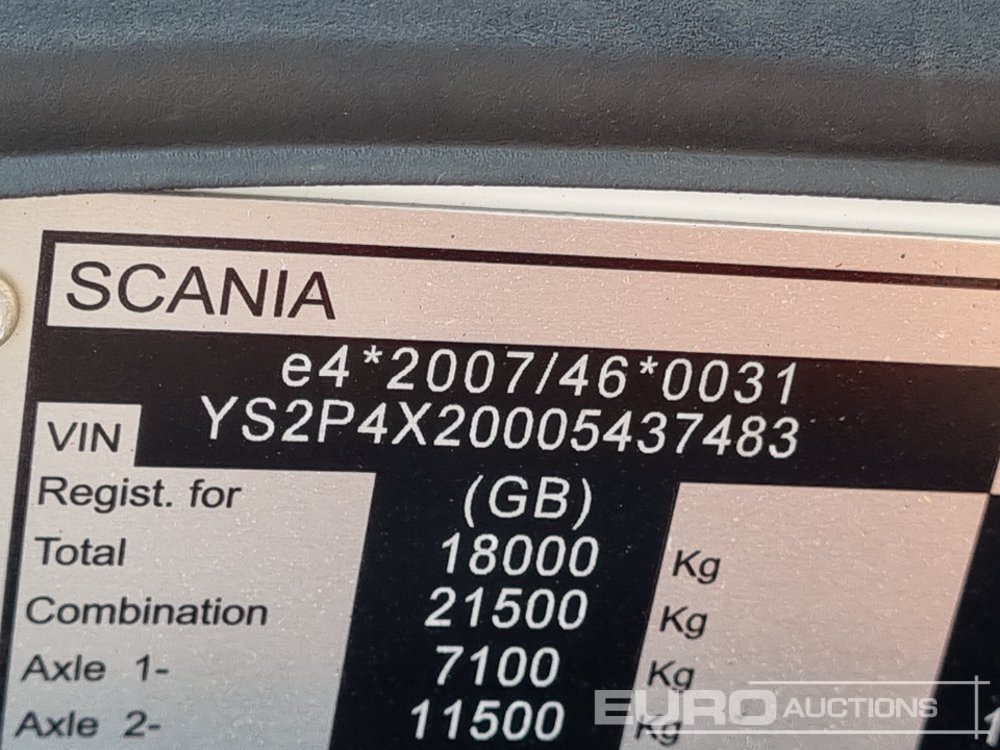 SCANIA
e4*2007/46*0031
VIN YS2P4X20005437483
Regist. for (GB)
Total 18000 Kg
Combination 21500 Kg
Axle 1- 7100 Kg
Axle 2- 11500 Kg
EURO AUCTIONS